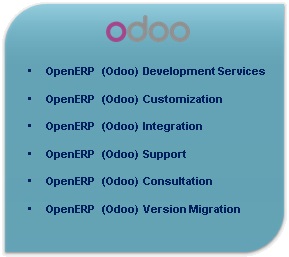 odoo
• OpenERP (Odoo) Development Services
• OpenERP (Odoo) Customization
• OpenERP (Odoo) Integration
• OpenERP (Odoo) Support
• OpenERP (Odoo) Consultation
• OpenERP (Odoo) Version Migration